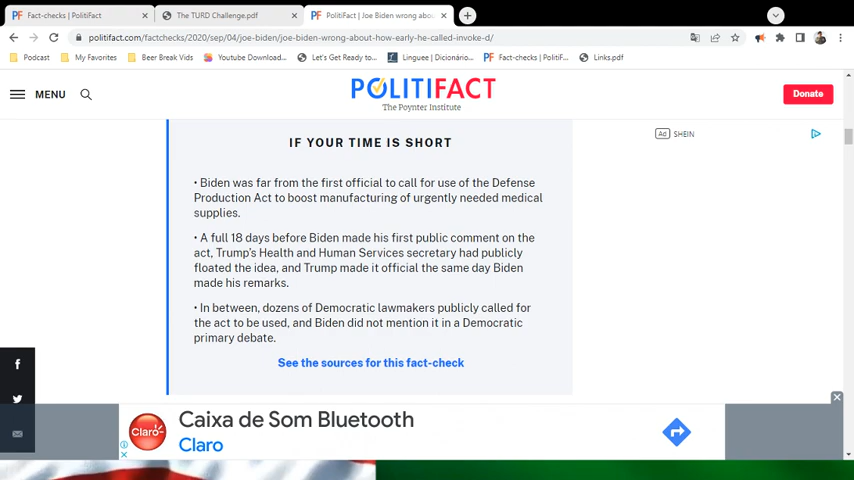 Fact-checks | PolitiFact
The TURD Challenge.pdf
PolitiFact | Joe Biden wrong abou
politifact.com/factchecks/2020/sep/04/joe-biden/joe-biden-wrong-about-how-early-he-called-invoke-d/
Podcast
My Favorites
Beer Break Vids
Youtube Download...
Let's Get Ready to...
Linguee | Dicionário...
Fact-checks | PolitiF...
Links.pdf
MENU
POLITIFACT
The Poynter Institute
Donate
IF YOUR TIME IS SHORT
Ad SHEIN
• Biden was far from the first official to call for use of the Defense
Production Act to boost manufacturing of urgently needed medical
supplies.
• A full 18 days before Biden made his first public comment on the
act, Trump's Health and Human Services secretary had publicly
floated the idea, and Trump made it official the same day Biden
made his remarks.
• In between, dozens of Democratic lawmakers publicly called for
the act to be used, and Biden did not mention it in a Democratic
primary debate.
See the sources for this fact-check
Claro
Caixa de Som Bluetooth
Claro